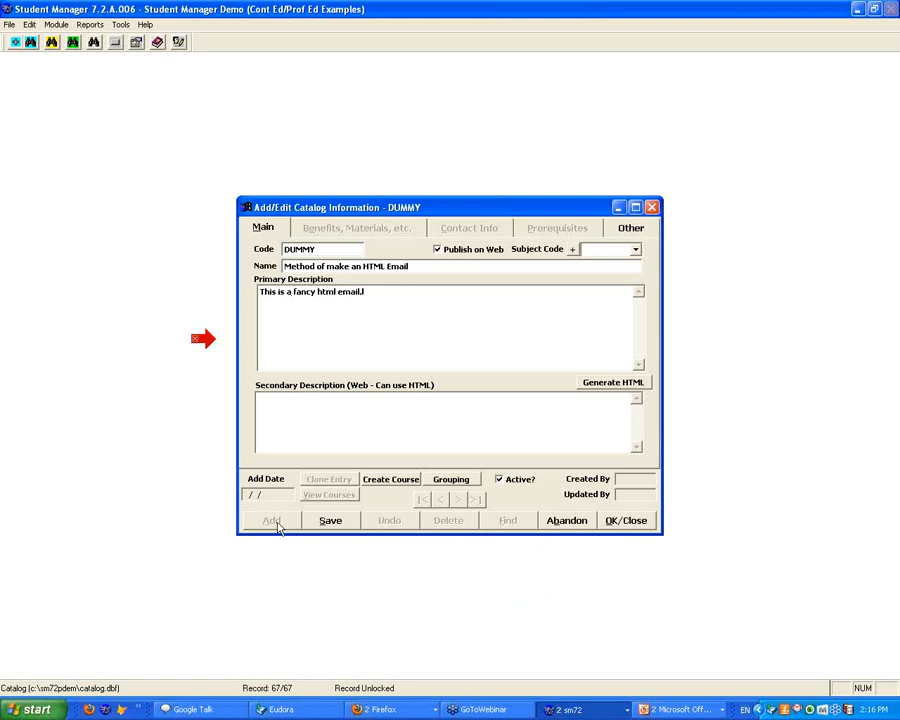 Student Manager 7.2.A.006 - Student Manager Demo (Cont Ed/Prof Ed Examples)
File Edit Module Reports Tools Help
Add/Edit Catalog Information - DUMMY
Main Benefits, Materials, etc. Contact Info Prerequisites Other
Code DUMMY Publish on Web Subject Code +
Name Method of make an HTML Email
Primary Description
This is a fancy html email.
Generate HTML
Secondary Description (Web - Can use HTML)
Add Date Clone Entry Create Course Grouping Active? Created By
/ / View Courses |< < > >| Updated By
Add Save Undo Delete Find Abandon OK/Close
Catalog (c:\sm72pdem\catalog.dbf) Record: 67/67 Record Unlocked NUM
start Google Talk Eudora 2 Firefox GoToWebinar 2 sm72 2 Microsoft Off... EN 2:16 PM